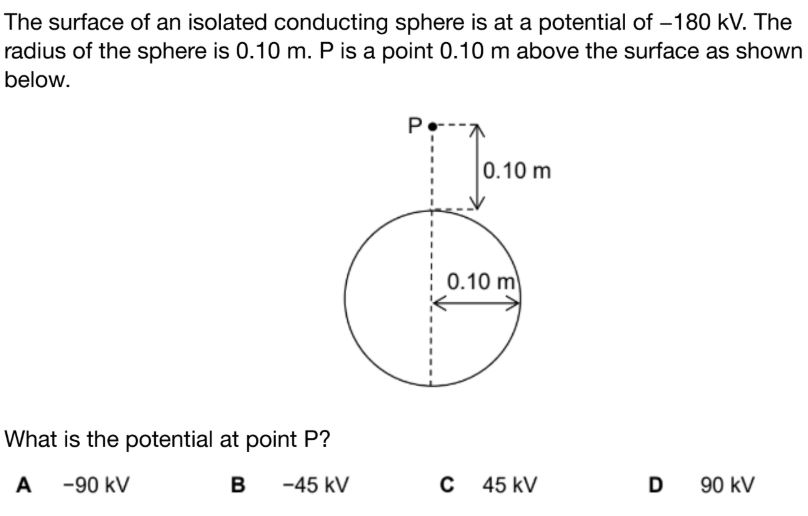 The surface of an isolated conducting sphere is at a potential of −180 kV. The
radius of the sphere is 0.10 m. P is a point 0.10 m above the surface as shown
below.
P
0.10 m
0.10 m
What is the potential at point P?
A −90 kV B −45 kV C 45 kV D 90 kV